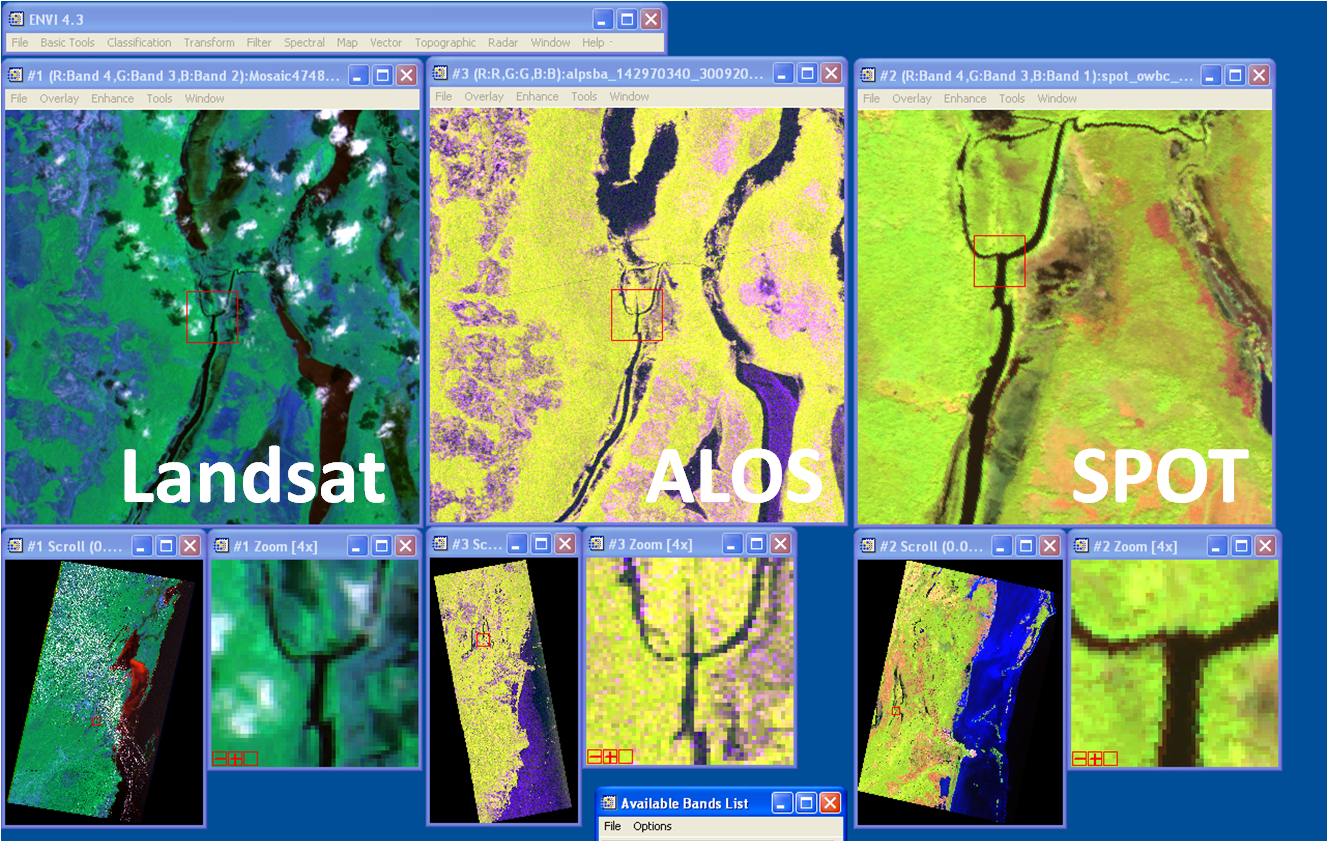 ENVI 4.3
File Basic Tools Classification Transform Filter Spectral Map Vector Topographic Radar Window Help
#1 (R:Band 4,G:Band 3,B:Band 2):Mosaic4748...
File Overlay Enhance Tools Window
Landsat
#3 (R:R,G:G,B:B):alpsba_142970340_300920...
File Overlay Enhance Tools Window
ALOS
#2 (R:Band 4,G:Band 3,B:Band 1):spot_owbc_...
File Overlay Enhance Tools Window
SPOT
#1 Scroll (0....
#1 Zoom [4x]
#3 Sc...
#3 Zoom [4x]
#2 Scroll (0.0...
#2 Zoom [4x]
Available Bands List
File Options